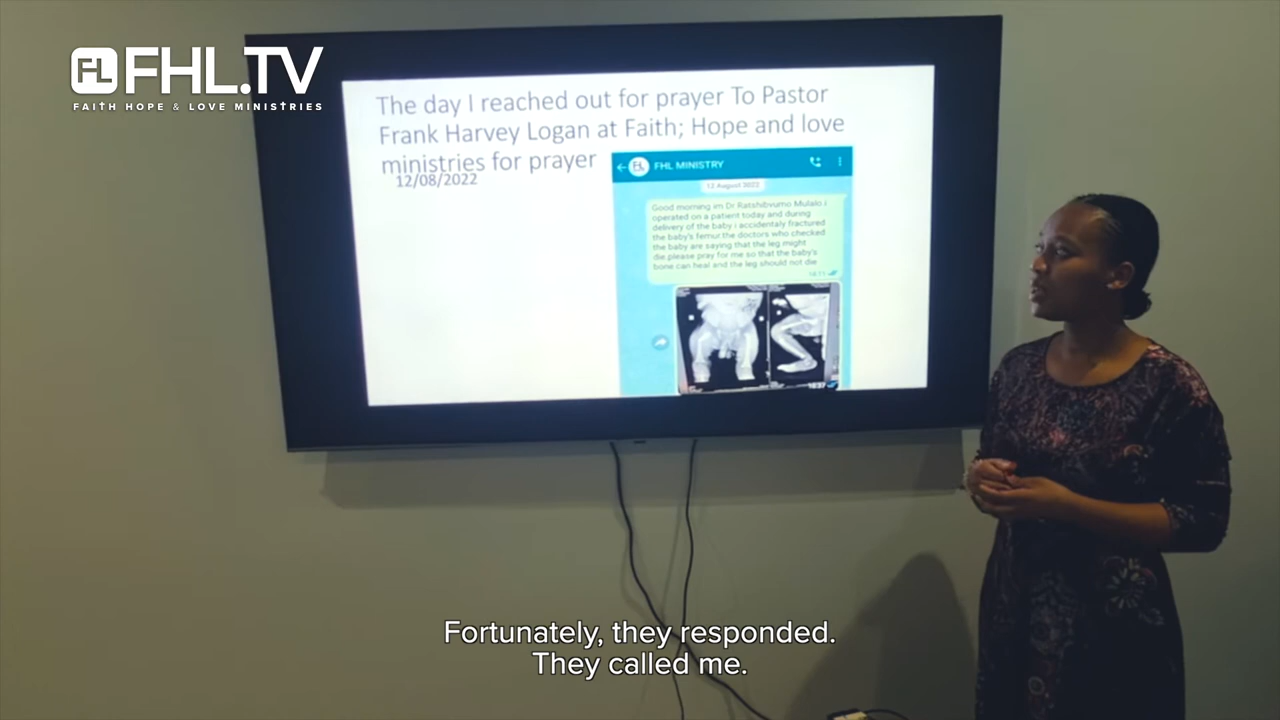 FL FHL.TV
FAITH HOPE & LOVE MINISTRIES
The day I reached out for prayer To Pastor
Frank Harvey Logan at Faith; Hope and love
ministries for prayer
12/08/2022
FHL MINISTRY
12 August 2022
Good morning im Dr Ratshibvumo Mulalo i
operated on a patient today and during
delivery of the baby i accidentaly fractured
the baby's femur.the doctors who checked
the baby are saying that the leg might
die please pray for me so that the baby's
bone can heal and the leg should not die
Fortunately, they responded.
They called me.